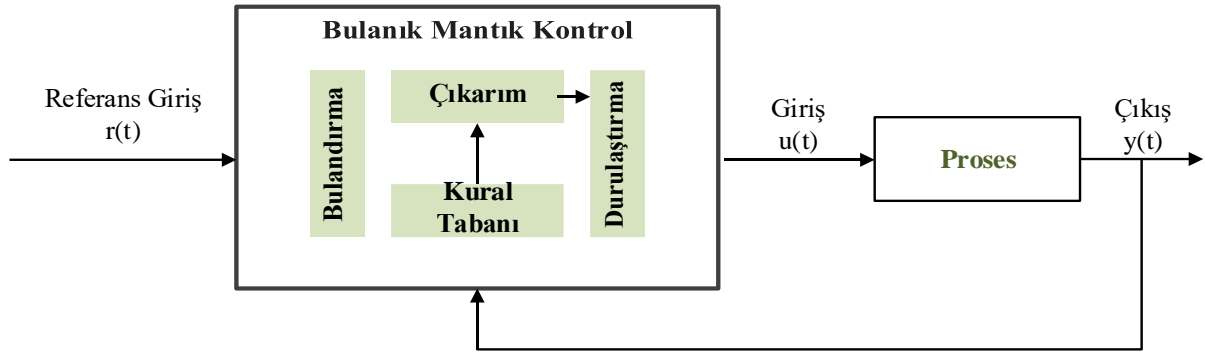 Bulanık Mantık Kontrol
Referans Giriş
r(t)
Bulandırma
Çıkarım
Kural
Tabanı
Durulaştırma
Giriş
u(t)
Proses
Çıkış
y(t)